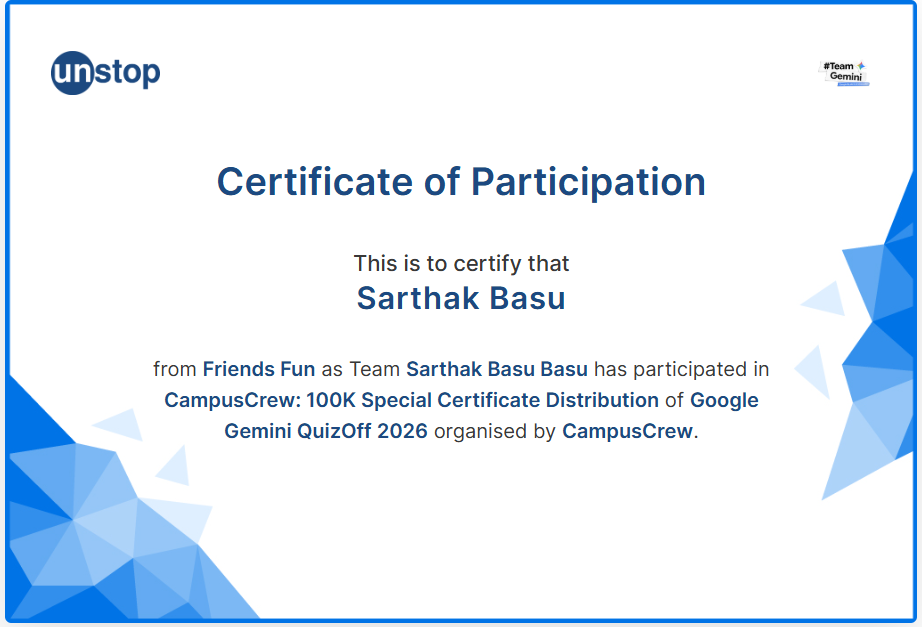 unstop
#Team
Gemini
Certificate of Participation
This is to certify that
Sarthak Basu
from Friends Fun as Team Sarthak Basu Basu has participated in
CampusCrew: 100K Special Certificate Distribution of Google
Gemini QuizOff 2026 organised by CampusCrew.